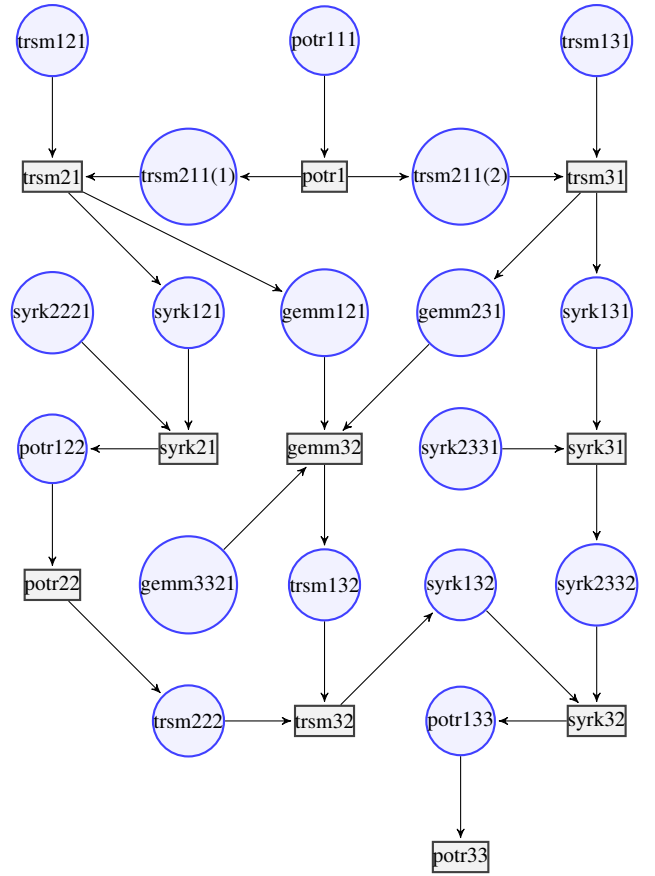 trsm121
potr111
trsm131
trsm21
trsm211(1)
potr1
trsm211(2)
trsm31
syrk2221
syrk121
gemm121
gemm231
syrk131
potr122
syrk21
gemm32
syrk2331
syrk31
potr22
gemm3321
trsm132
syrk132
syrk2332
trsm222
trsm32
potr133
syrk32
potr33